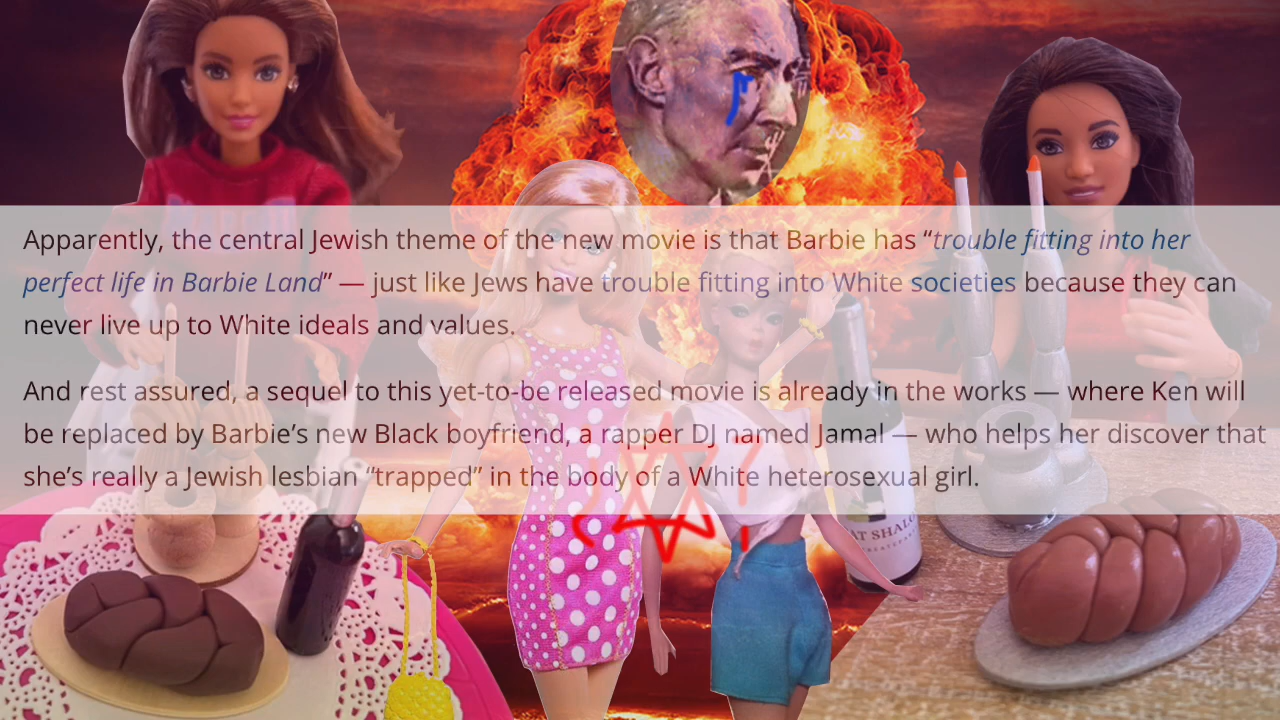 Apparently, the central Jewish theme of the new movie is that Barbie has “trouble fitting into her
perfect life in Barbie Land” — just like Jews have trouble fitting into White societies because they can
never live up to White ideals and values.
And rest assured, a sequel to this yet-to-be released movie is already in the works — where Ken will
be replaced by Barbie’s new Black boyfriend, a rapper DJ named Jamal — who helps her discover that
she’s really a Jewish lesbian “trapped” in the body of a White heterosexual girl.
AT SHALO